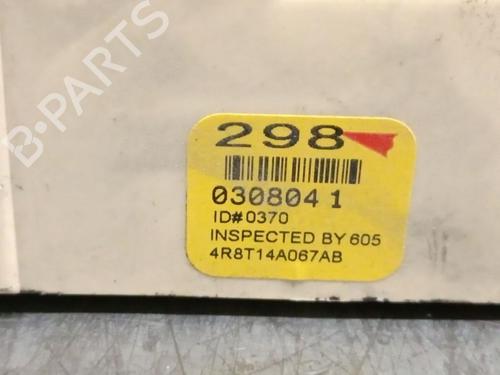 B-PARTS
298
0308041
ID# 0370
INSPECTED BY 605
4R8T14A067AB